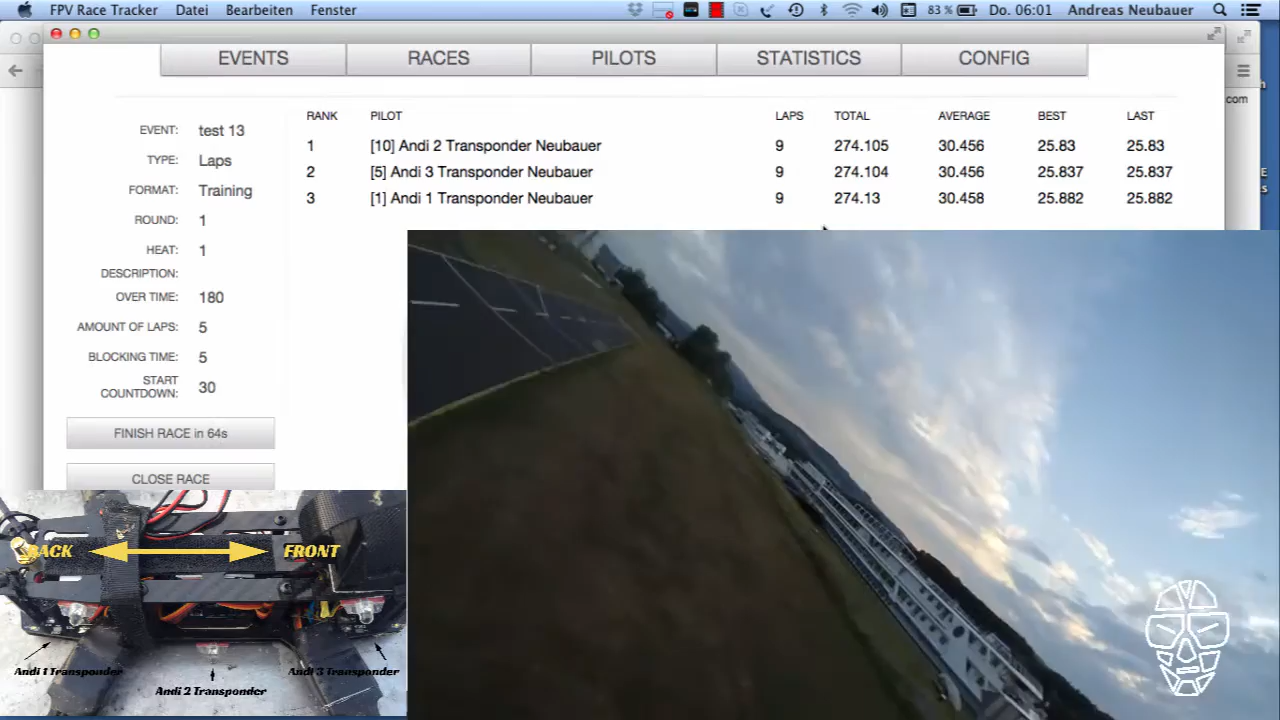 FPV Race Tracker Datei Bearbeiten Fenster 83 % Do. 06:01 Andreas Neubauer
EVENTS RACES PILOTS STATISTICS CONFIG
com
RANK PILOT LAPS TOTAL AVERAGE BEST LAST
1 [10] Andi 2 Transponder Neubauer 9 274.105 30.456 25.83 25.83
2 [5] Andi 3 Transponder Neubauer 9 274.104 30.456 25.837 25.837
3 [1] Andi 1 Transponder Neubauer 9 274.13 30.458 25.882 25.882
EVENT: test 13
TYPE: Laps
FORMAT: Training
ROUND: 1
HEAT: 1
DESCRIPTION:
OVER TIME: 180
AMOUNT OF LAPS: 5
BLOCKING TIME: 5
START
COUNTDOWN: 30
FINISH RACE in 64s
CLOSE RACE
BACK FRONT
Andi 1 Transponder
Andi 2 Transponder
Andi 3 Transponder